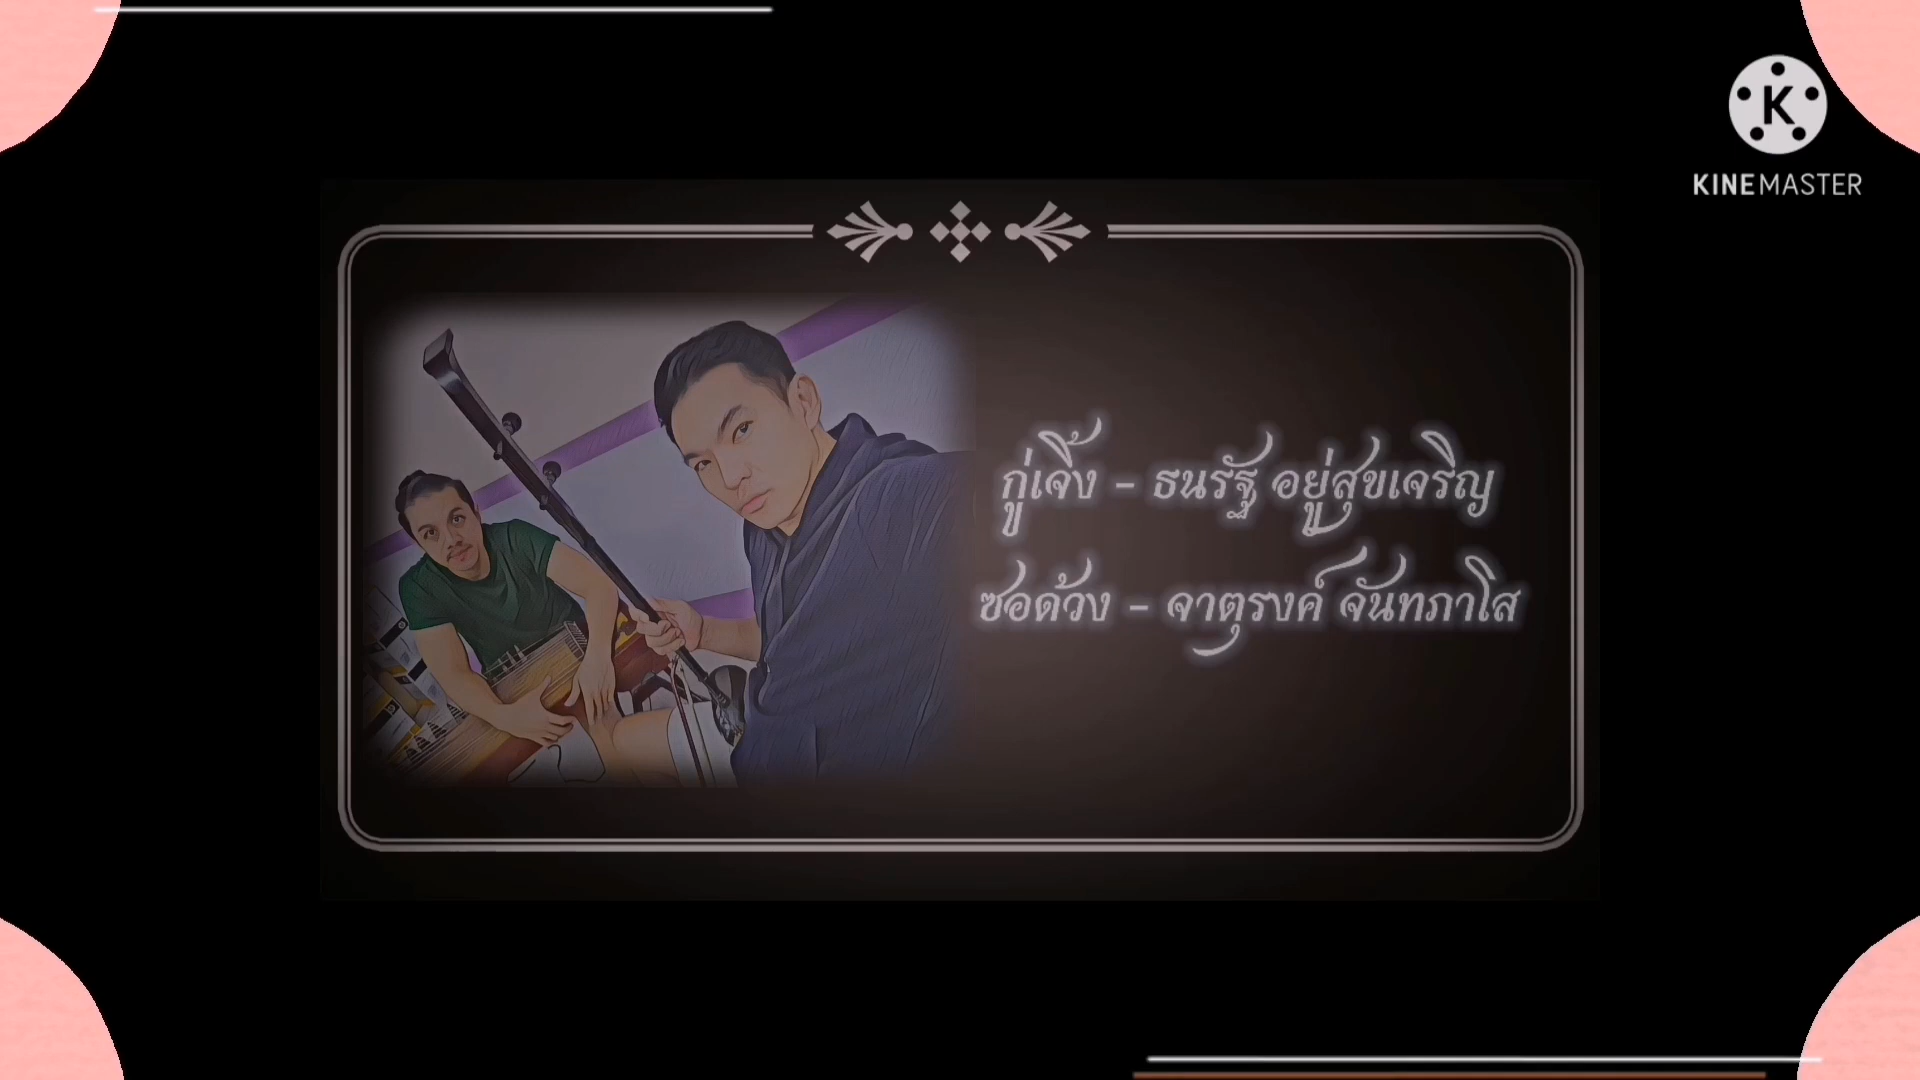 KINEMASTER
กู่เจิ้ง - ธนรัฐ อยู่สุขเจริญ
ซอด้วง - จาตุรงค์ จันทภาโส